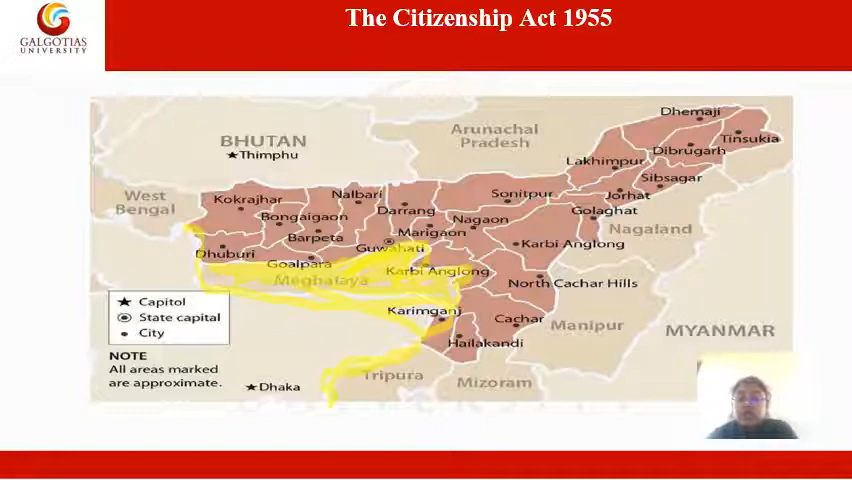 The Citizenship Act 1955
GALGOTIAS
UNIVERSITY
Dhemaji
Arunachal
Pradesh
Tinsukia
BHUTAN
Thimphu
Dibrugarh
Lakhimpur
Sibsagar
West
Bengal
Kokrajhar
Nalbari
Sonitpur
Jorhat
Darrang
Golaghat
Bongaigaon
Nagaon
Nagaland
Barpeta
Marigaon
Guwahati
Karbi Anglong
Dhuburi
Goalpara
Karbi Anglong
Meghalaya
North Cachar Hills
Capitol
State capital
City
Karimganj
Cachar
Manipur
MYANMAR
Hailakandi
NOTE
All areas marked
are approximate.
Dhaka
Tripura
Mizoram